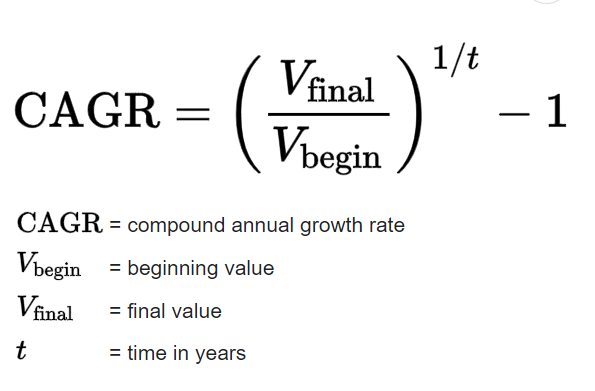 CAGR = (V_final / V_begin)^{1/t} − 1
CAGR = compound annual growth rate
V_begin = beginning value
V_final = final value
t = time in years